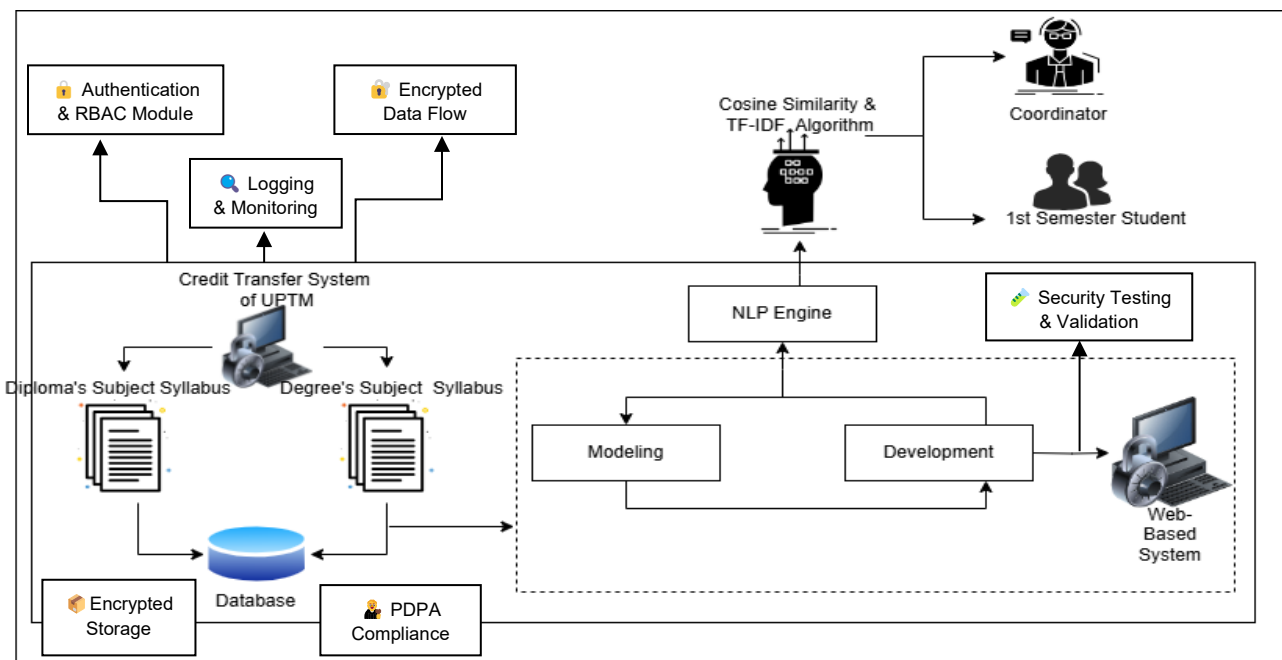 Authentication
& RBAC Module
Encrypted
Data Flow
Logging
& Monitoring
Cosine Similarity &
TF-IDF Algorithm
Coordinator
1st Semester Student
Credit Transfer System
of UPTM
NLP Engine
Security Testing
& Validation
Diploma's Subject Syllabus
Degree's Subject Syllabus
Modeling
Development
Web-
Based
System
Database
Encrypted
Storage
PDPA
Compliance